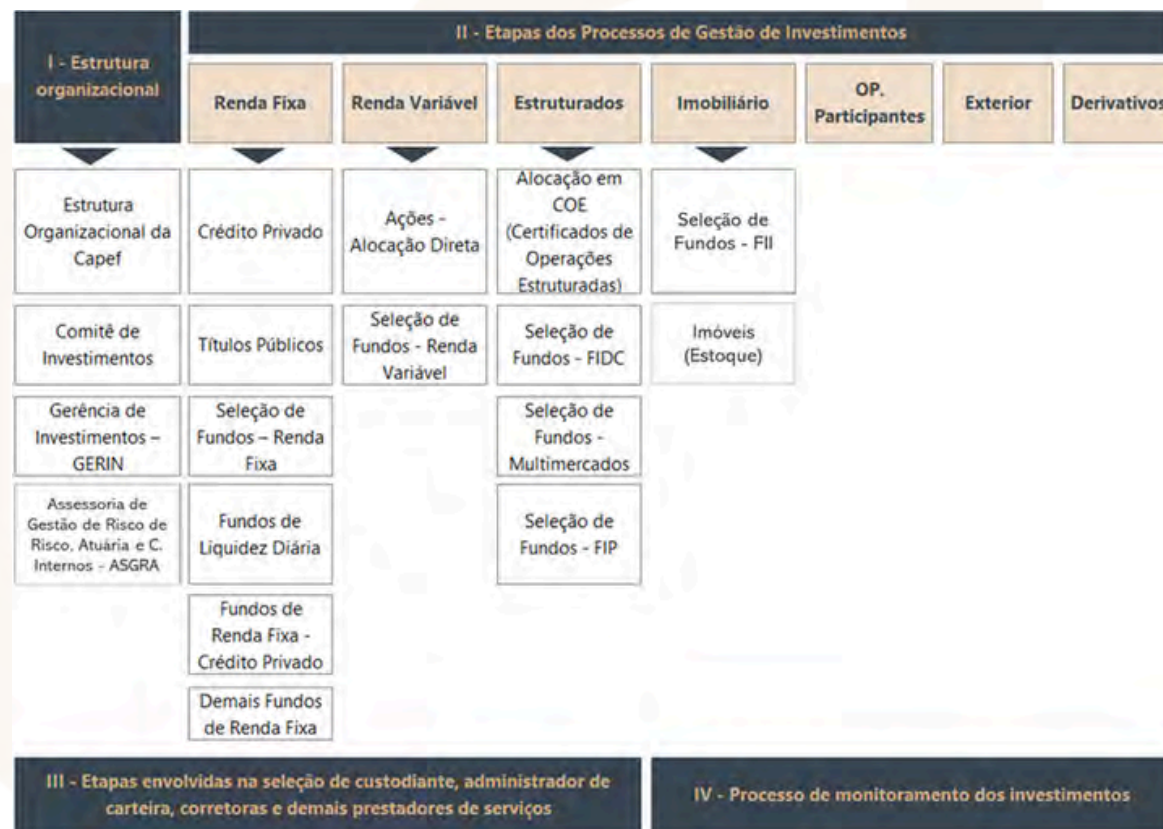 I - Estrutura
organizacional
II - Etapas dos Processos de Gestão de Investimentos
Renda Fixa
Renda Variável
Estruturados
Imobiliário
OP.
Participantes
Exterior
Derivativos
Estrutura
Organizacional da
Capef
Comitê de
Investimentos
Gerência de
Investimentos –
GERIN
Assessoria de
Gestão de Risco de
Risco, Atuária e C.
Internos - ASGRA
Crédito Privado
Títulos Públicos
Seleção de
Fundos – Renda
Fixa
Fundos de
Liquidez Diária
Fundos de
Renda Fixa -
Crédito Privado
Demais Fundos
de Renda Fixa
Ações -
Alocação Direta
Seleção de
Fundos - Renda
Variável
Alocação em
COE
(Certificados de
Operações
Estruturadas)
Seleção de
Fundos - FIDC
Seleção de
Fundos -
Multimercados
Seleção de
Fundos - FIP
Seleção de
Fundos - FII
Imóveis
(Estoque)
III - Etapas envolvidas na seleção de custodiante, administrador de
carteira, corretoras e demais prestadores de serviços
IV - Processo de monitoramento dos investimentos